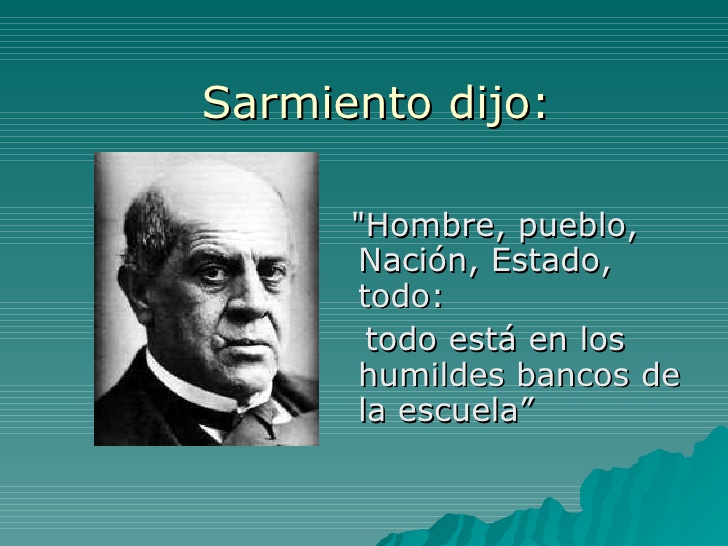 Sarmiento dijo:
"Hombre, pueblo,
Nación, Estado,
todo:
todo está en los
humildes bancos de
la escuela”